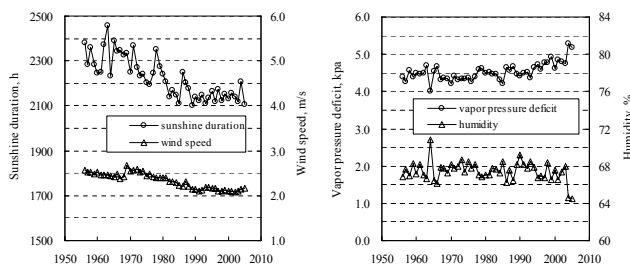 2500
2300
2100
1900
1700
1500
Sunshine duration, h
6.0
5.0
4.0
3.0
2.0
1.0
Wind speed, m/s
sunshine duration
wind speed
1950 1960 1970 1980 1990 2000 2010
6.0
5.0
4.0
3.0
2.0
1.0
0.0
Vapor pressure deficit, kpa
84
80
76
72
68
64
60
Humidity, %
vapor pressure deficit
humidity
1950 1960 1970 1980 1990 2000 2010